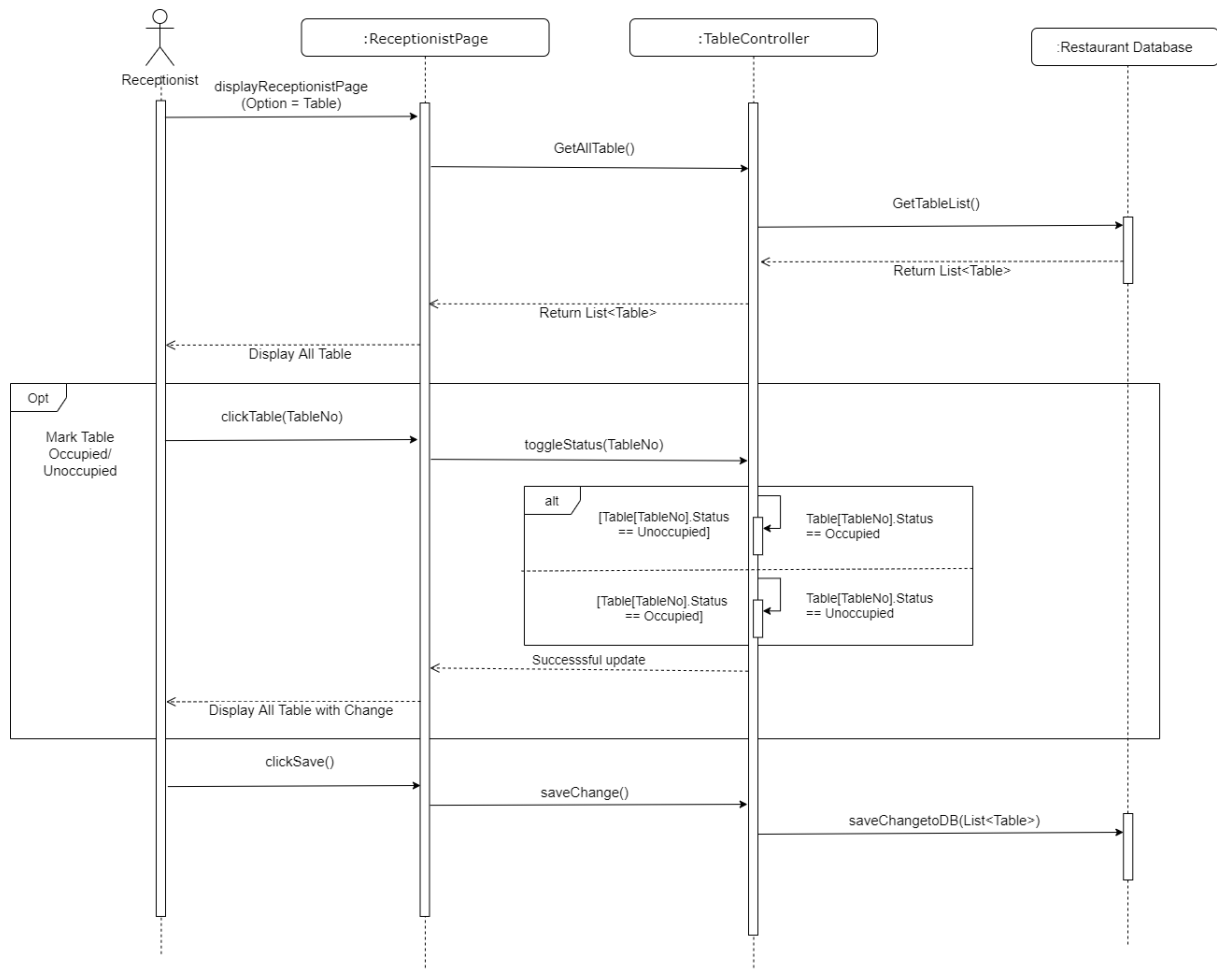 :ReceptionistPage
:TableController
:Restaurant Database
Receptionist
displayReceptionistPage
(Option = Table)
GetAllTable()
GetTableList()
Return List<Table>
Return List<Table>
Display All Table
Opt
Mark Table
Occupied/
Unoccupied
clickTable(TableNo)
toggleStatus(TableNo)
alt
[Table[TableNo].Status
== Unoccupied]
Table[TableNo].Status
== Occupied
[Table[TableNo].Status
== Occupied]
Table[TableNo].Status
== Unoccupied
Successsful update
Display All Table with Change
clickSave()
saveChange()
saveChangetoDB(List<Table>)